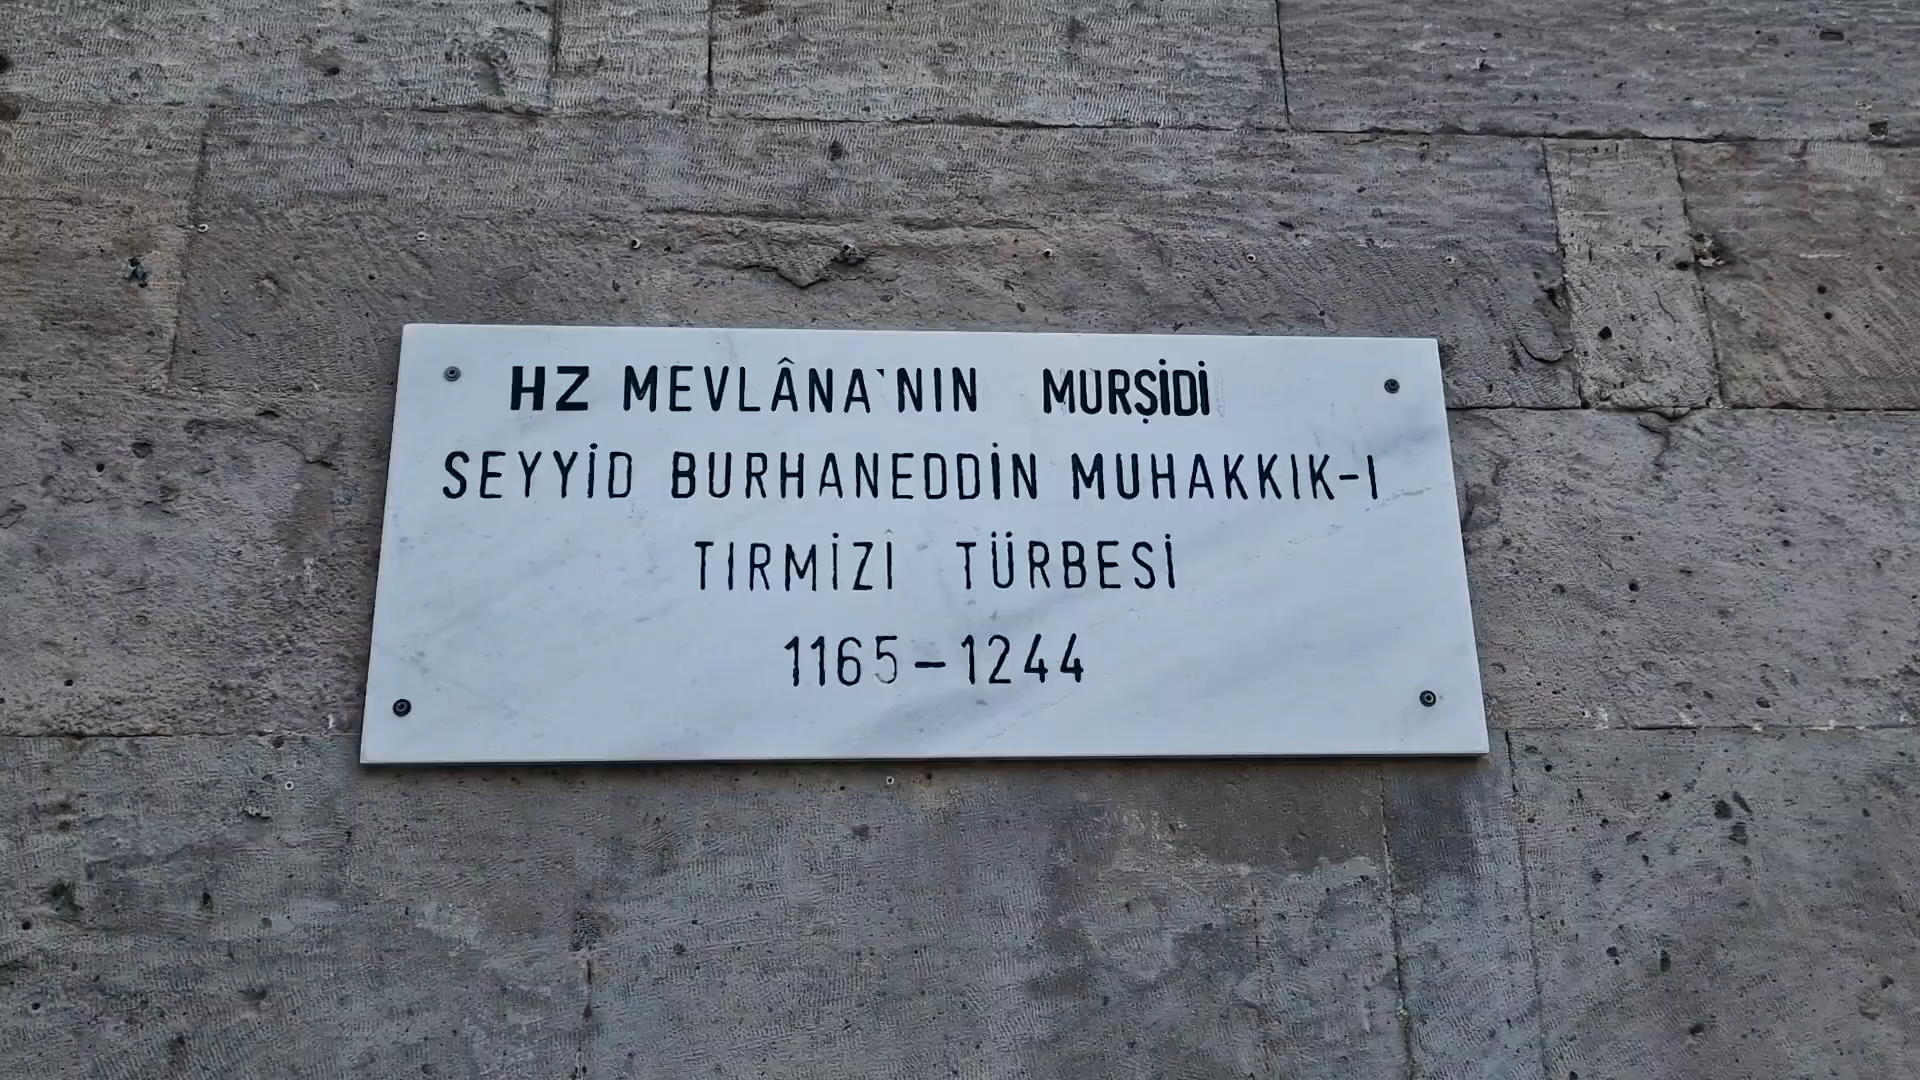 HZ MEVLÂNA'NIN MURŞİDİ
SEYYİD BURHANEDDİN MUHAKKIK-I
TIRMİZİ TÜRBESİ
1165-1244